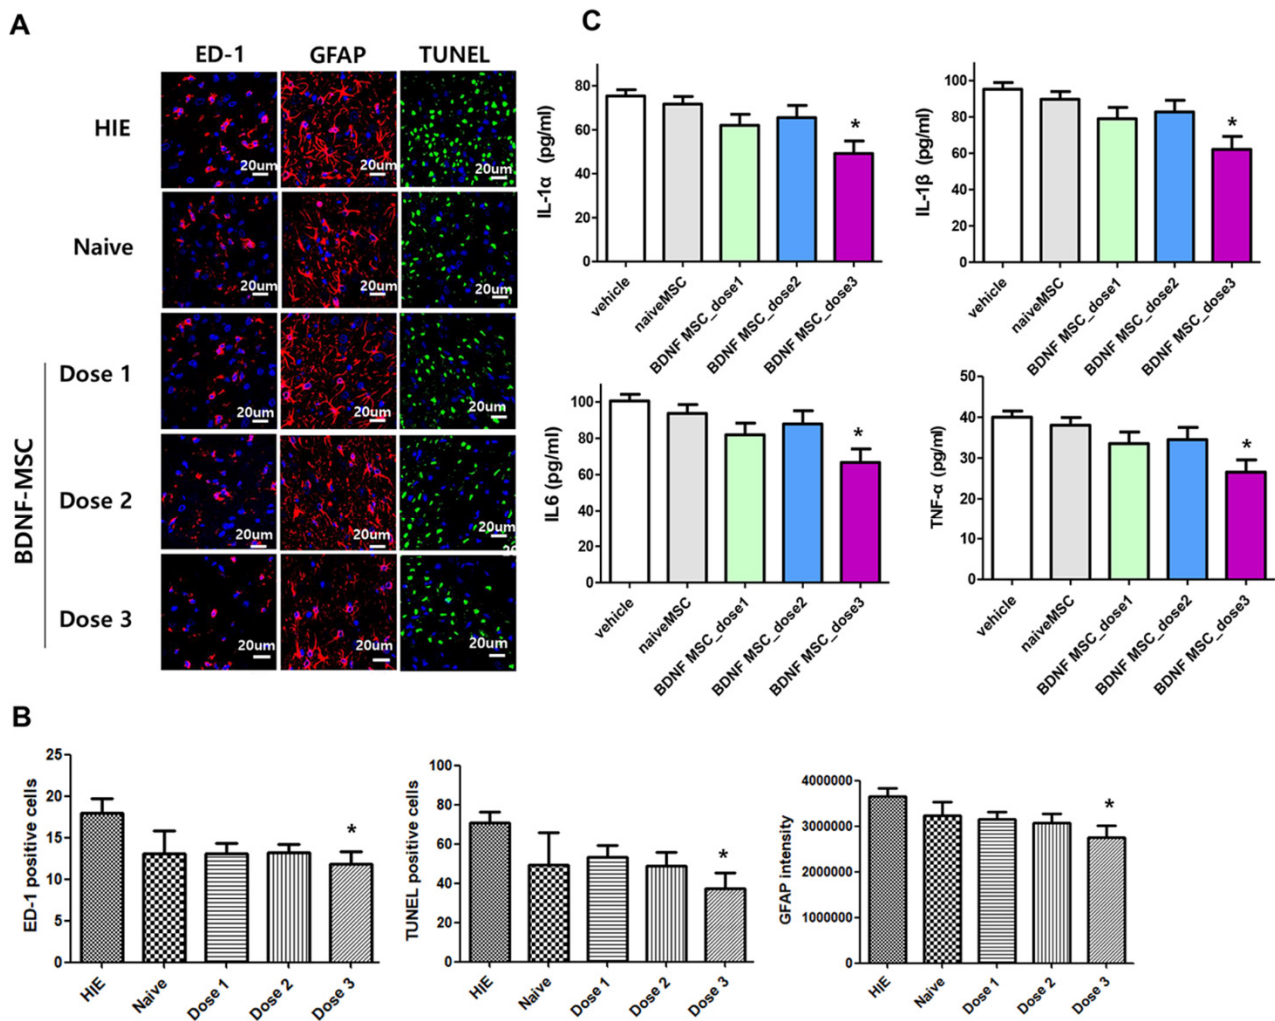 A
ED-1 GFAP TUNEL
HIE
20um 20um 20um
Naive
20um 20um 20um
BDNF-MSC
Dose 1
20um 20um 20um
Dose 2
20um 20um 20um
Dose 3
20um 20um 20um
C
IL-1α (pg/ml)
80
60
40
20
0
*
vehicle
naiveMSC
BDNF MSC_dose1
BDNF MSC_dose2
BDNF MSC_dose3
IL-1β (pg/ml)
100
80
60
40
20
0
*
vehicle
naiveMSC
BDNF MSC_dose1
BDNF MSC_dose2
BDNF MSC_dose3
IL6 (pg/ml)
100
80
60
40
20
0
*
vehicle
naiveMSC
BDNF MSC_dose1
BDNF MSC_dose2
BDNF MSC_dose3
TNF-α (pg/ml)
50
40
30
20
10
0
*
vehicle
naiveMSC
BDNF MSC_dose1
BDNF MSC_dose2
BDNF MSC_dose3
B
ED-1 positive cells
25
20
15
10
5
0
*
HIE
Naive
Dose 1
Dose 2
Dose 3
TUNEL positive cells
100
80
60
40
20
0
*
HIE
Naive
Dose 1
Dose 2
Dose 3
GFAP intensity
4000000
3000000
2000000
1000000
0
*
HIE
Naive
Dose 1
Dose 2
Dose 3